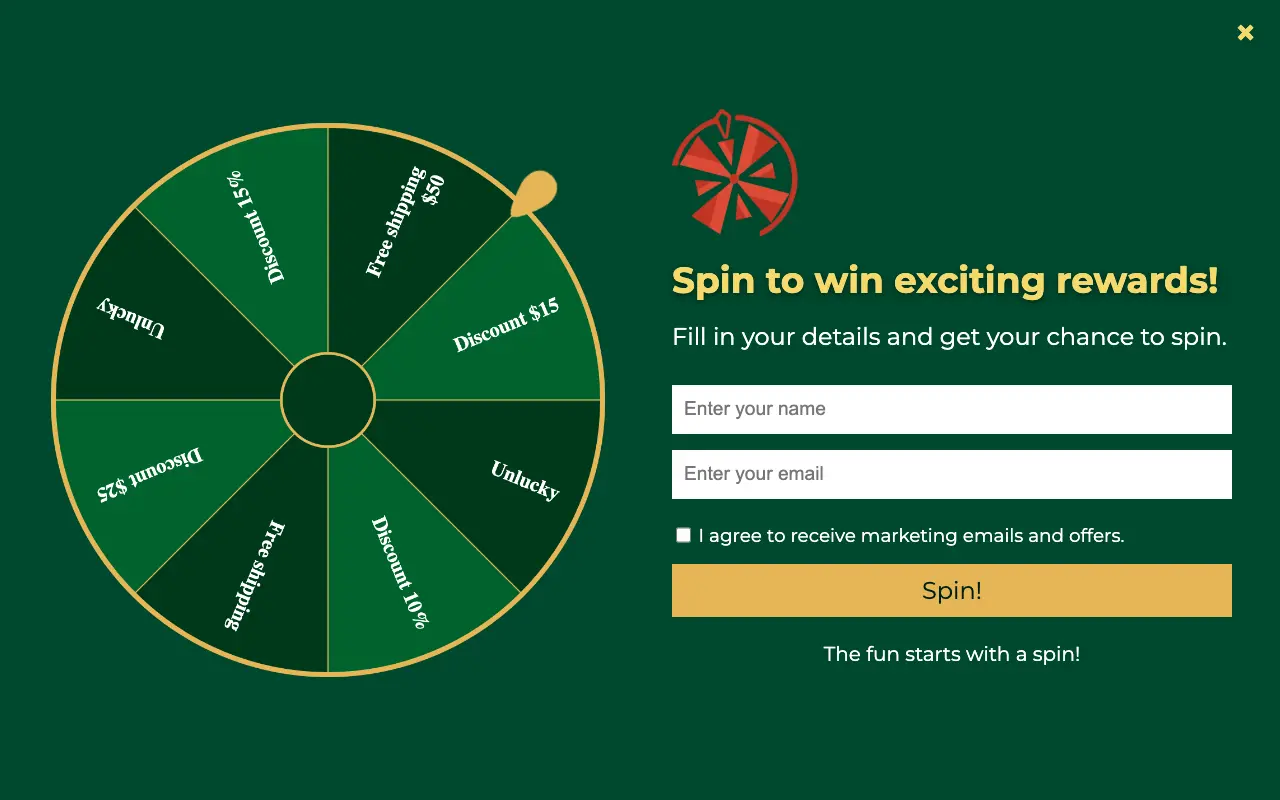 Free shipping
$50
Discount $15
Unlucky
Discount 10%
Free shipping
Discount $25
Unlucky
Discount 15%
Spin to win exciting rewards!
Fill in your details and get your chance to spin.
Enter your name
Enter your email
I agree to receive marketing emails and offers.
Spin!
The fun starts with a spin!